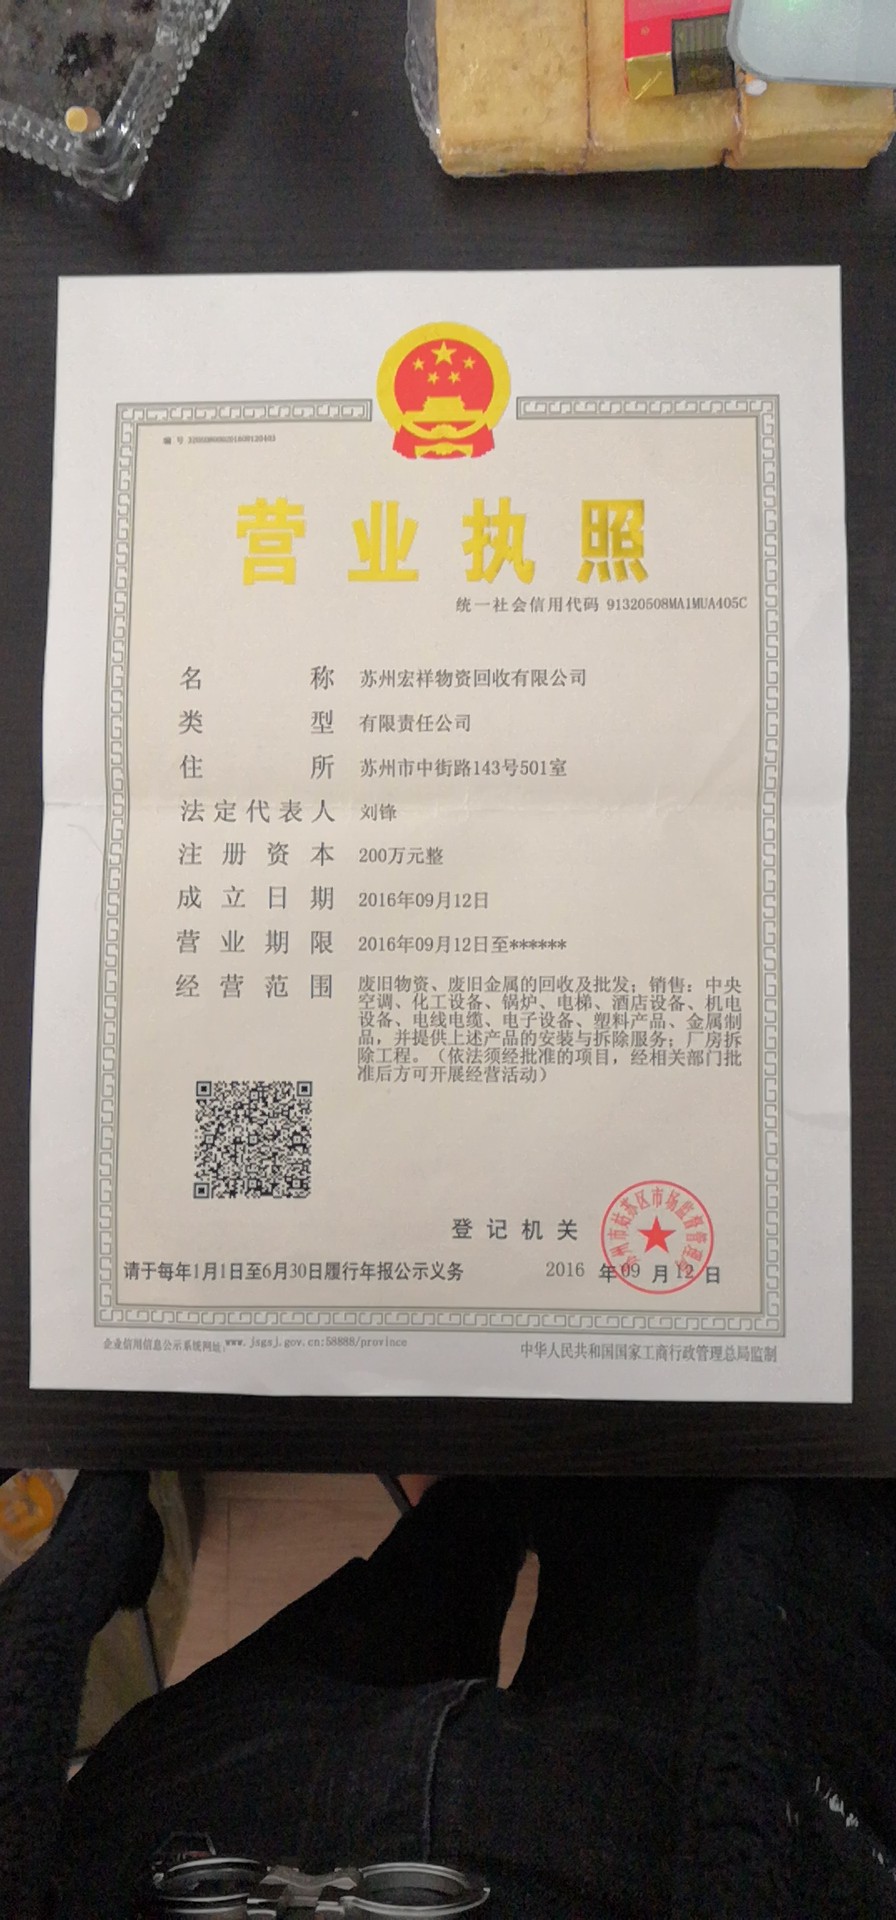 编 号 320508000201609120403
营业执照
统一社会信用代码 91320508MA1MUA405C
名称 苏州宏祥物资回收有限公司
类型 有限责任公司
住所 苏州市中街路143号501室
法定代表人 刘锋
注册资本 200万元整
成立日期 2016年09月12日
营业期限 2016年09月12日至******
经营范围 废旧物资、废旧金属的回收及批发；销售：中央
空调、化工设备、锅炉、电梯、酒店设备、机电
设备、电线电缆、电子设备、塑料产品、金属制
品，并提供上述产品的安装与拆除服务；厂房拆
除工程。（依法须经批准的项目，经相关部门批
准后方可开展经营活动）
登记机关
苏州市姑苏区市场监督管理局
请于每年1月1日至6月30日履行年报公示义务
2016 年09 月12 日
企业信用信息公示系统网址：www.jsgsj.gov.cn:58888/province
中华人民共和国国家工商行政管理总局监制